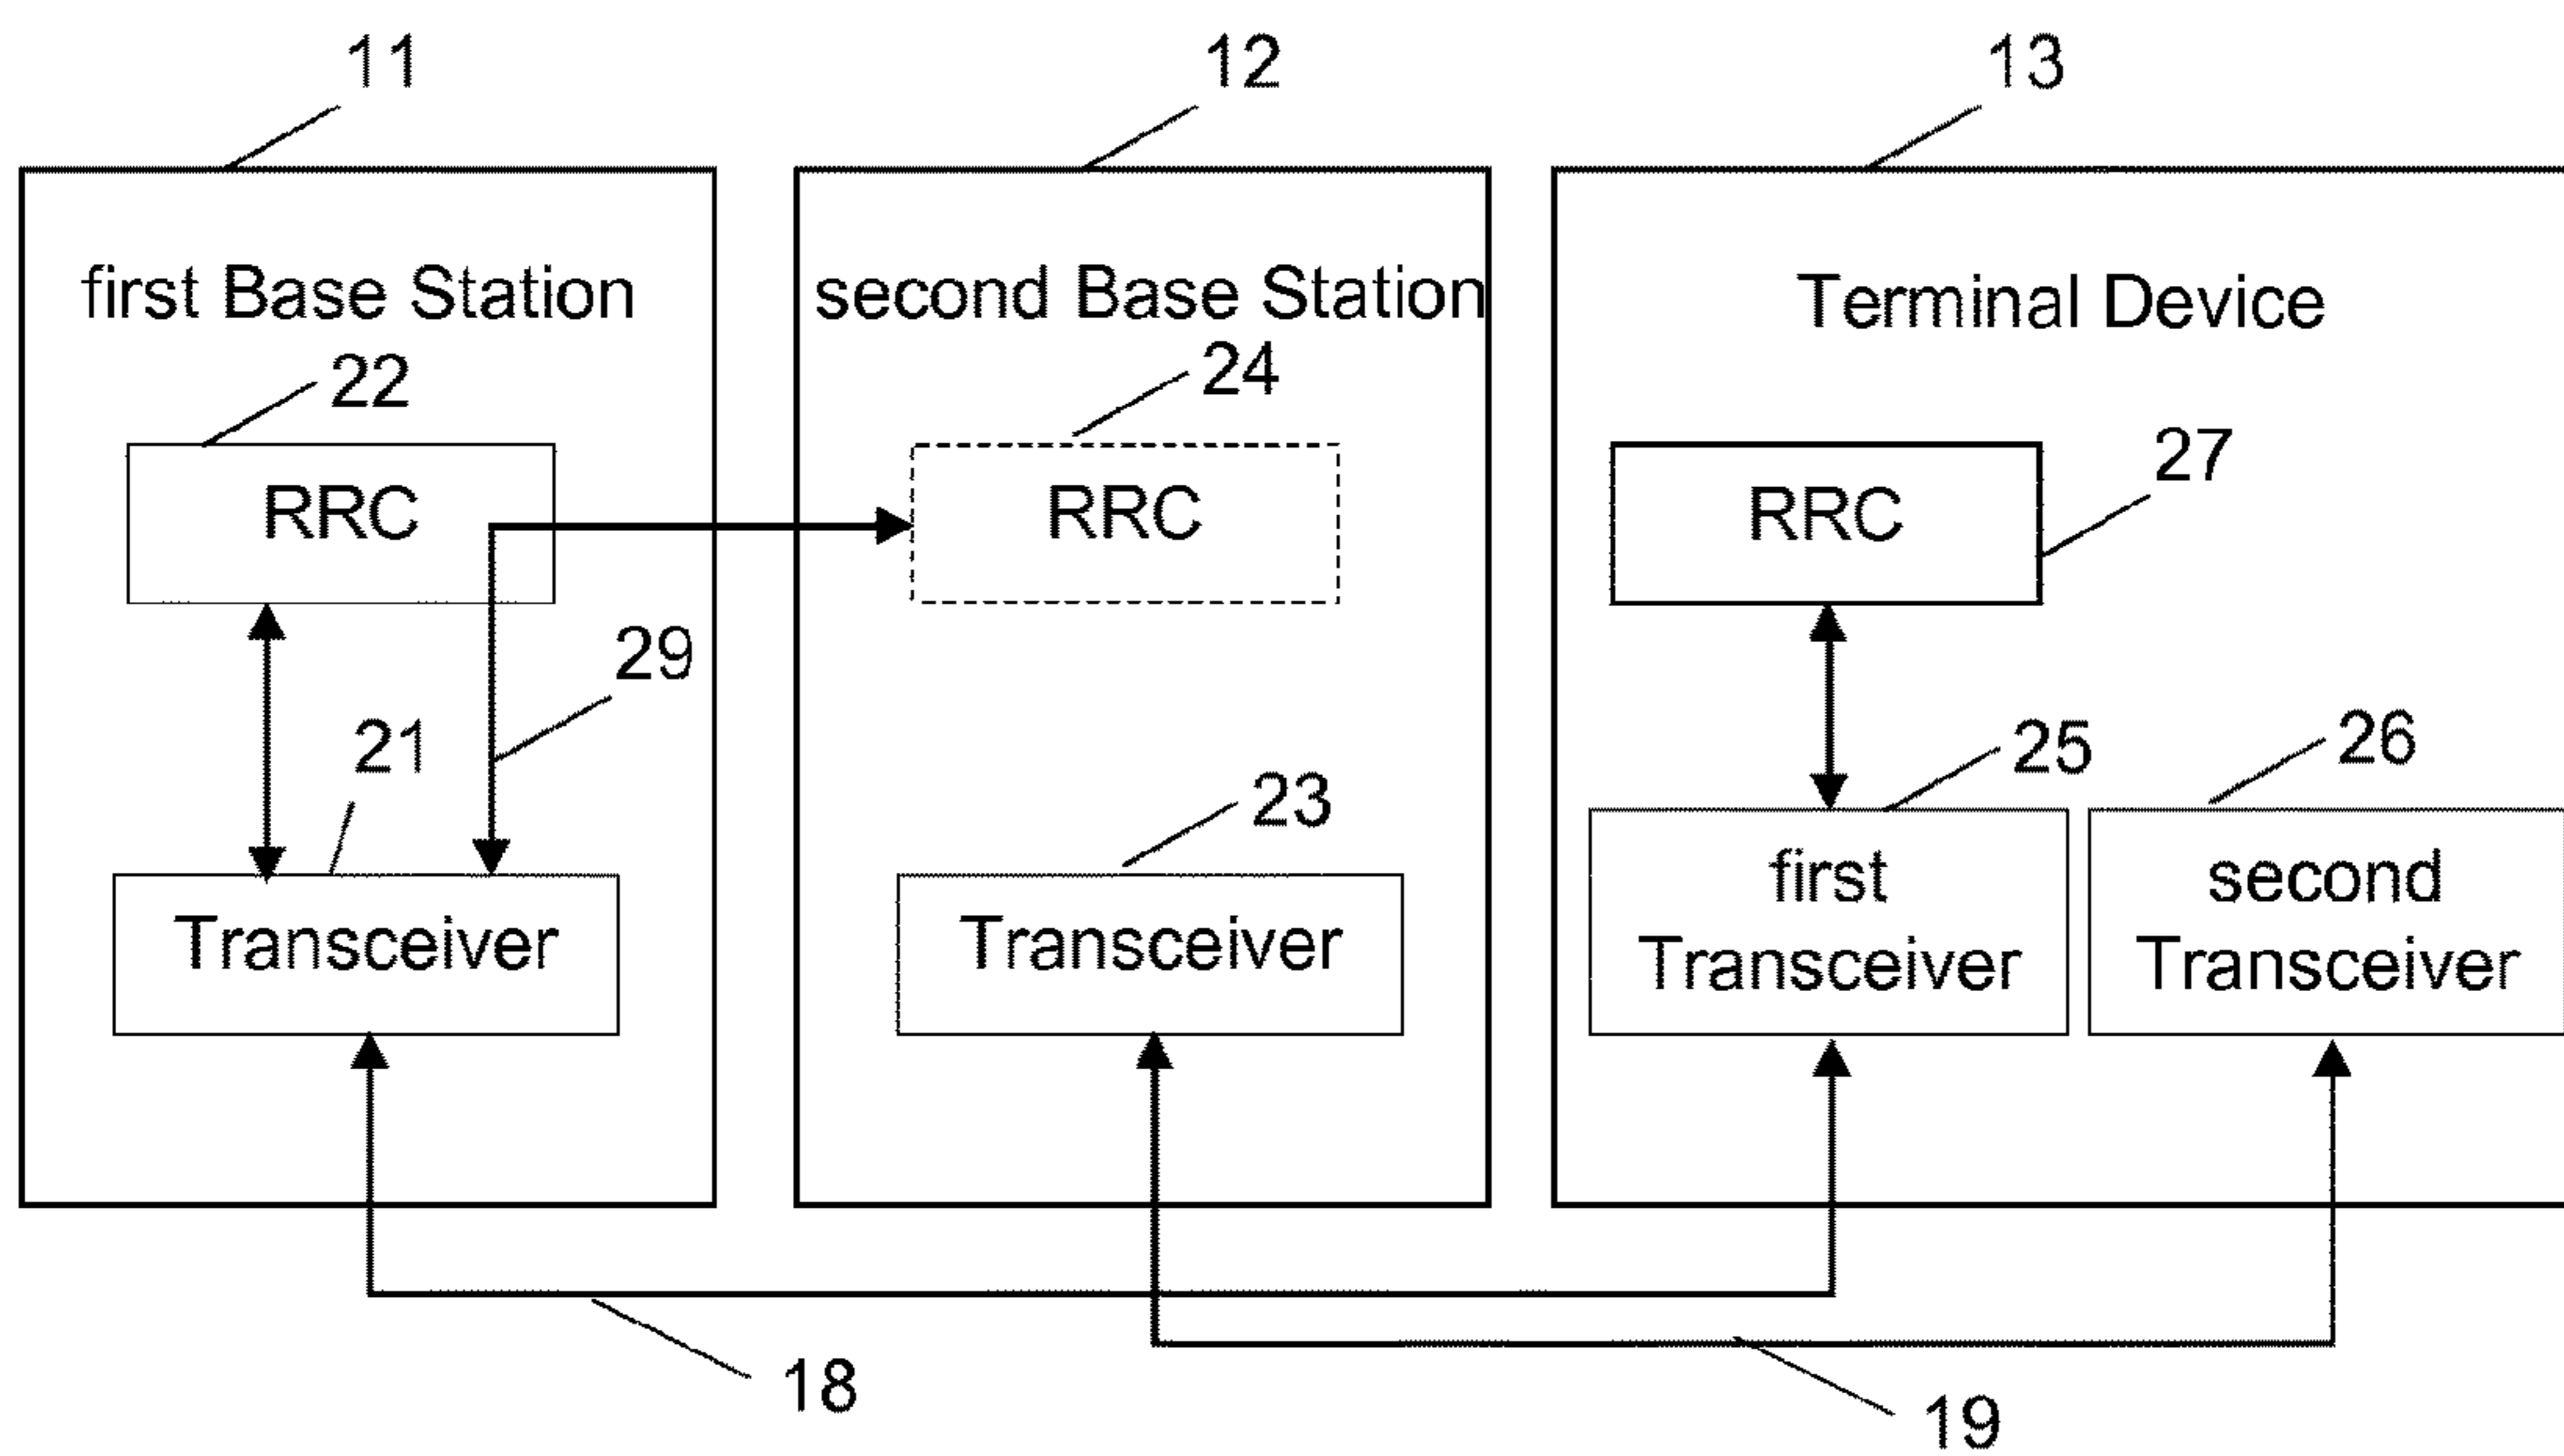 11
12
13
first Base Station
second Base Station
Terminal Device
22
24
27
RRC
RRC
RRC
29
21
23
25
26
Transceiver
Transceiver
first
Transceiver
second
Transceiver
18
19